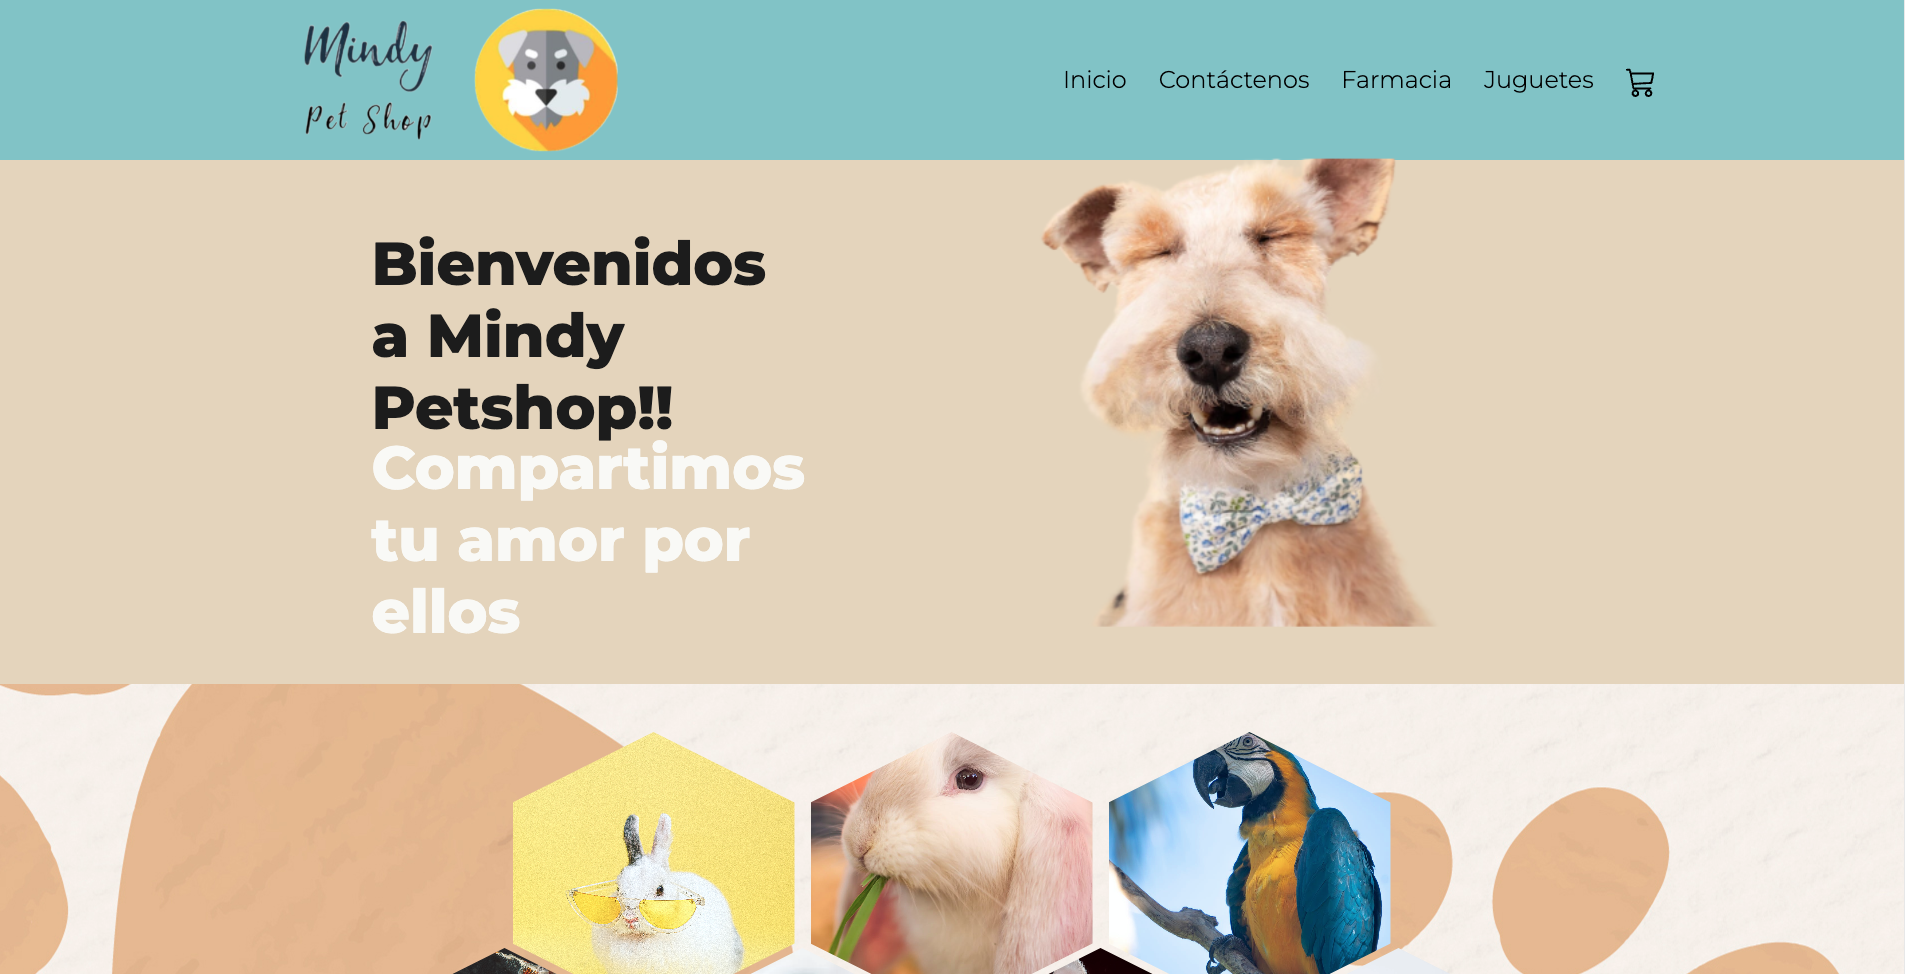 Mindy
Pet Shop
Inicio Contáctenos Farmacia Juguetes
Bienvenidos
a Mindy
Petshop!!
Compartimos
tu amor por
ellos